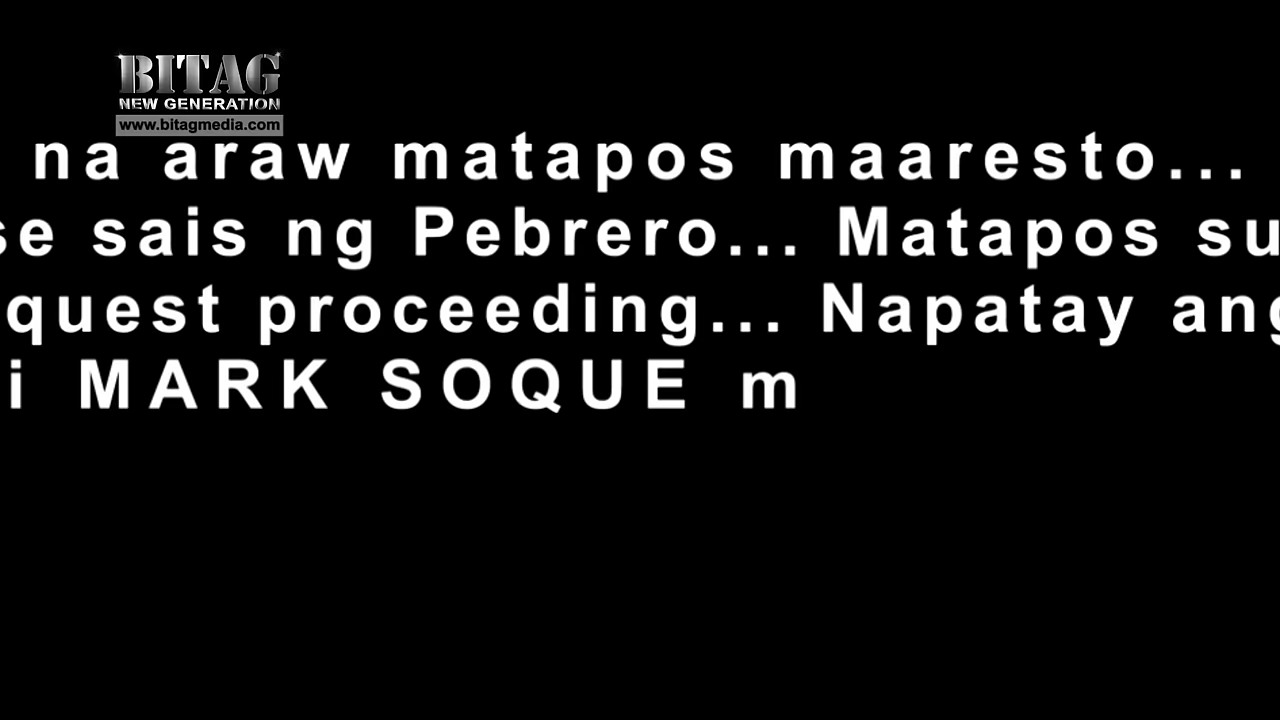 BITAG
NEW GENERATION
www.bitagmedia.com
na araw matapos maaresto...
se sais ng Pebrero... Matapos su
quest proceeding... Napatay ang
i MARK SOQUE m